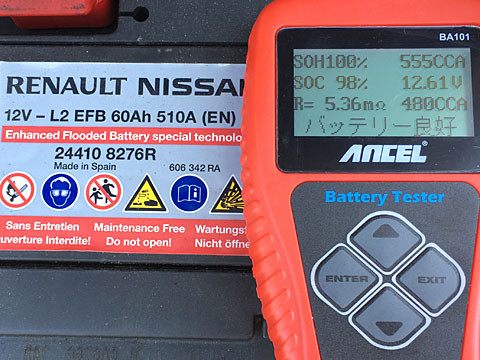 RENAULT NISSAN
12V – L2 EFB 60Ah 510A (EN)
Enhanced Flooded Battery special technolo
24410 8276R
Made in Spain
606 342 RA
Sans Entretien
uverture Interdite!
Maintenance Free
Do not open!
Wartungsf
Nicht öffne
BA101
SOH100% 555CCA
SOC 98% 12.61V
R= 5.36mΩ 480CCA
バッテリー良好
ANCEL
Battery Tester
ENTER
EXIT